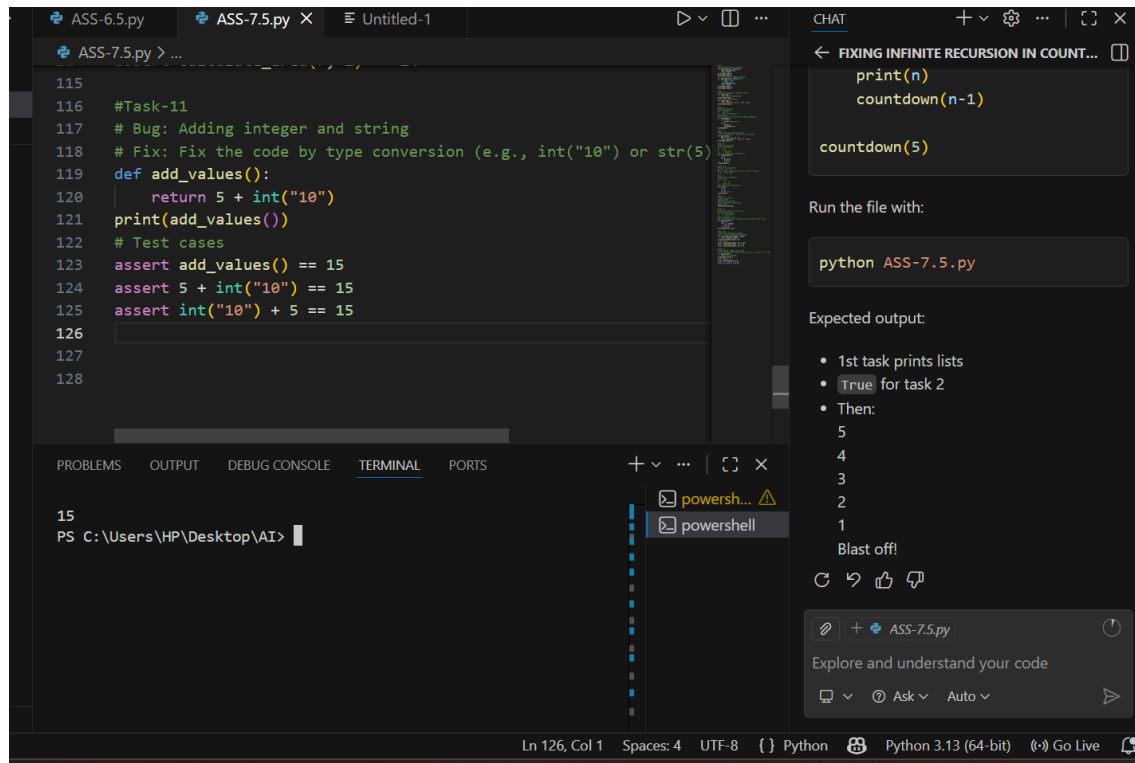 ASS-6.5.py
ASS-7.5.py
Untitled-1
ASS-7.5.py > ...
115
116 #Task-11
117 # Bug: Adding integer and string
118 # Fix: Fix the code by type conversion (e.g., int("10") or str(5)
119 def add_values():
120     return 5 + int("10")
121 print(add_values())
122 # Test cases
123 assert add_values() == 15
124 assert 5 + int("10") == 15
125 assert int("10") + 5 == 15
126
127
128
PROBLEMS OUTPUT DEBUG CONSOLE TERMINAL PORTS
15
PS C:\Users\HP\Desktop\AI>
powersh...
powershell
CHAT
FIXING INFINITE RECURSION IN COUNT...
print(n)
countdown(n-1)
countdown(5)
Run the file with:
python ASS-7.5.py
Expected output:
• 1st task prints lists
• True for task 2
• Then:
5
4
3
2
1
Blast off!
ASS-7.5.py
Explore and understand your code
Ask Auto
Ln 126, Col 1 Spaces: 4 UTF-8 {} Python Python 3.13 (64-bit) Go Live